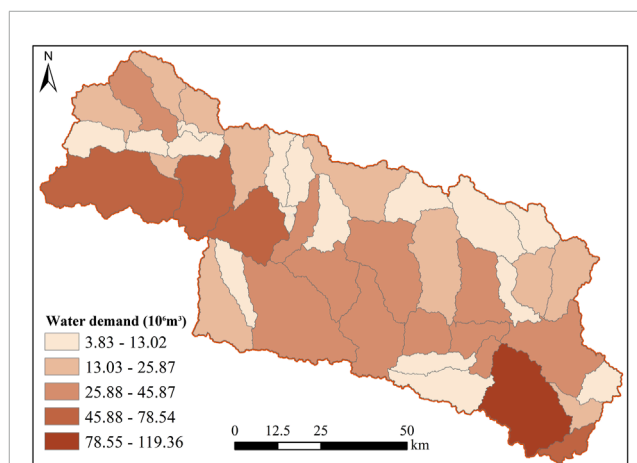 N
Water demand (10⁶m³)
3.83 - 13.02
13.03 - 25.87
25.88 - 45.87
45.88 - 78.54
78.55 - 119.36
0 12.5 25 50
km